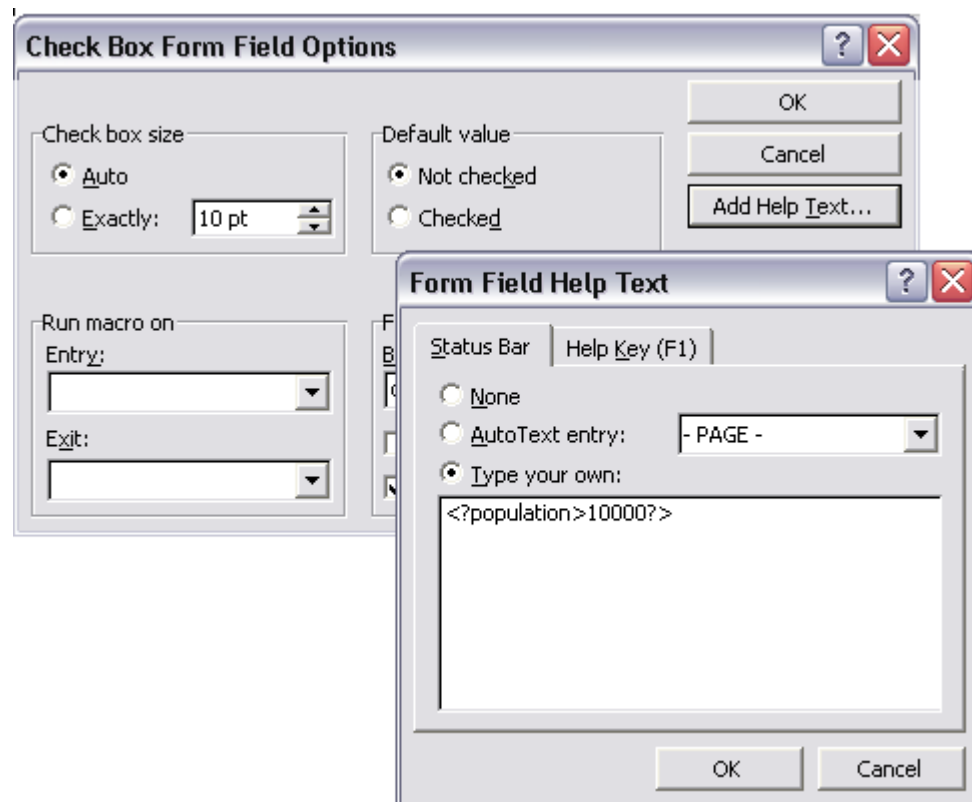 Check Box Form Field Options
OK
Check box size
Default value
Cancel
Auto
Not checked
Add Help Text...
Exactly:
10 pt
Checked
Form Field Help Text
Run macro on
Entry:
Exit:
Status Bar
Help Key (F1)
None
AutoText entry:
- PAGE -
Type your own:
<?population>10000?>
OK
Cancel